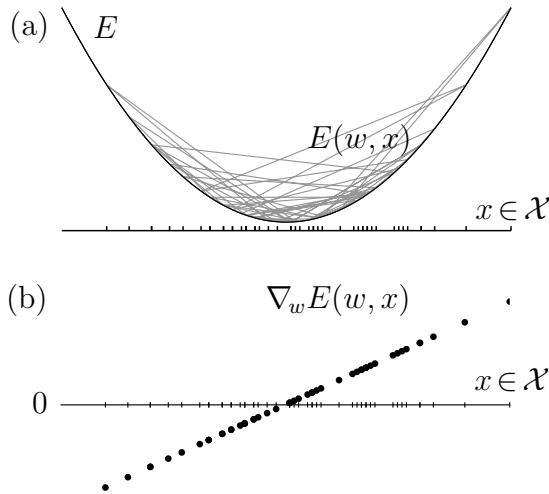 (a) E
E(w, x)
x ∈ 𝒳
(b) ∇_w E(w, x)
x ∈ 𝒳
0